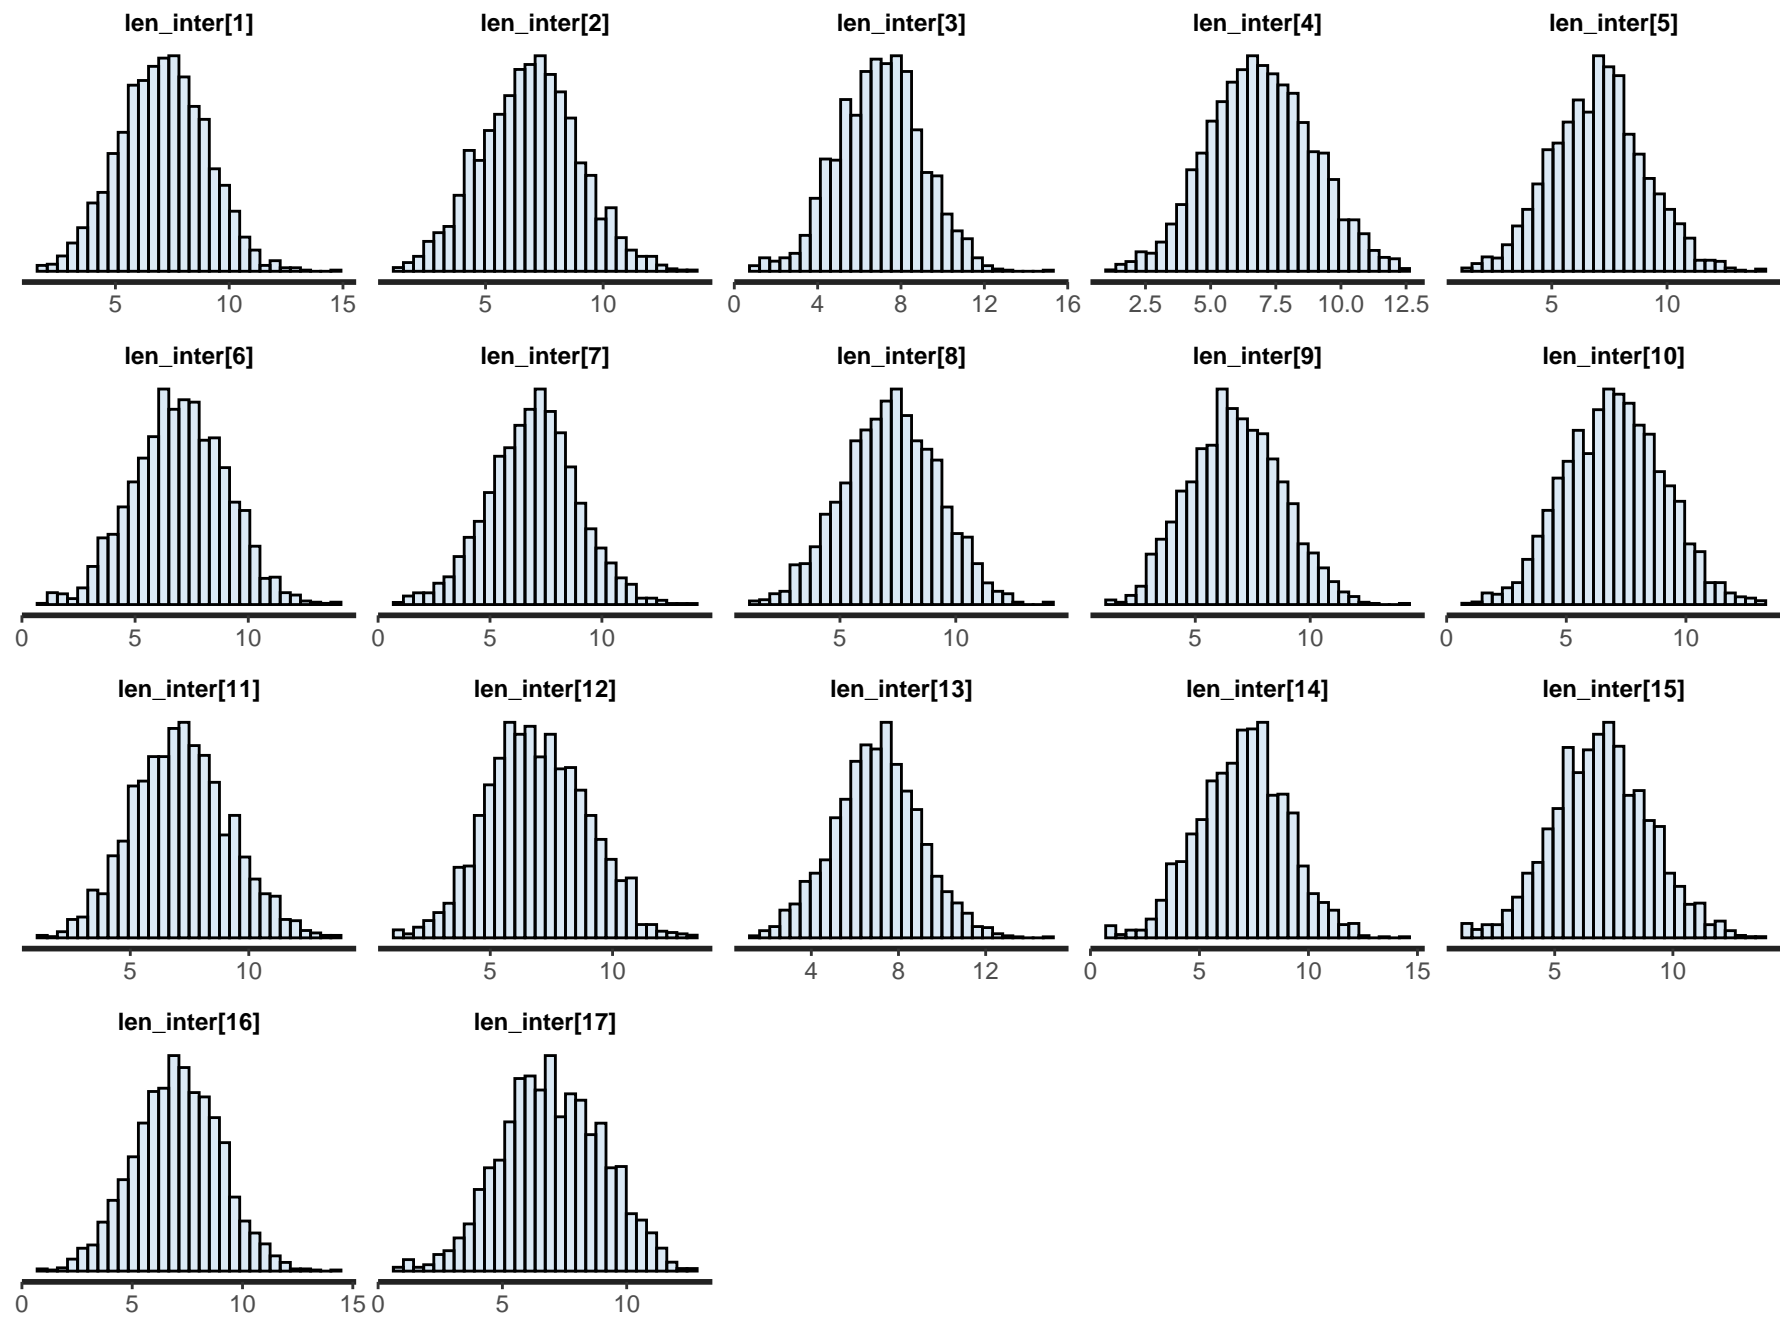 len_inter[1] len_inter[2] len_inter[3] len_inter[4] len_inter[5]
5 10 15 5 10 0 4 8 12 16 2.5 5.0 7.5 10.0 12.5 5 10
len_inter[6] len_inter[7] len_inter[8] len_inter[9] len_inter[10]
0 5 10 0 5 10 5 10 5 10 0 5 10
len_inter[11] len_inter[12] len_inter[13] len_inter[14] len_inter[15]
5 10 5 10 4 8 12 0 5 10 15 5 10
len_inter[16] len_inter[17]
0 5 10 15 0 5 10